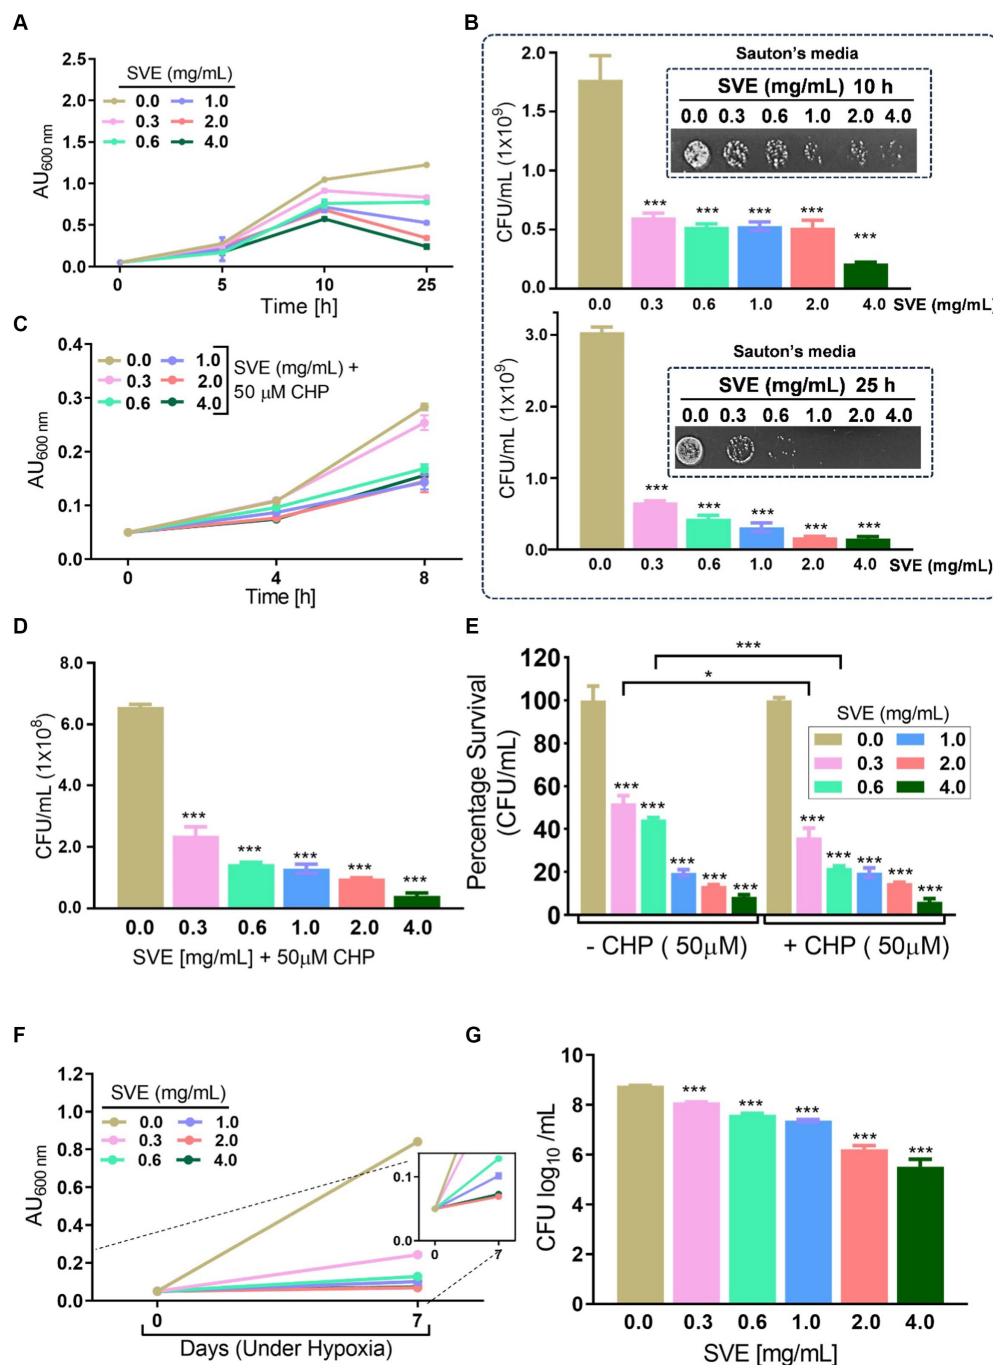 A
2.5
2.0
1.5
1.0
0.5
0.0
AU600 nm
SVE (mg/mL)
0.0 1.0
0.3 2.0
0.6 4.0
0 5 10 25
Time [h]
B
2.0
1.5
1.0
0.5
0.0
CFU/mL (1x10⁹)
Sauton's media
SVE (mg/mL) 10 h
0.0 0.3 0.6 1.0 2.0 4.0
*** *** *** *** ***
0.0 0.3 0.6 1.0 2.0 4.0 SVE (mg/mL)
3.0
1.5
0.0
CFU/mL (1x10⁹)
Sauton's media
SVE (mg/mL) 25 h
0.0 0.3 0.6 1.0 2.0 4.0
*** *** *** *** ***
0.0 0.3 0.6 1.0 2.0 4.0 SVE (mg/mL)
C
0.4
0.3
0.2
0.1
0.0
AU600 nm
0.0 1.0
0.3 2.0
0.6 4.0
SVE (mg/mL) +
50 µM CHP
0 4 8
Time [h]
D
8.0
6.0
4.0
2.0
0.0
CFU/mL (1x10⁸)
*** *** *** *** ***
0.0 0.3 0.6 1.0 2.0 4.0
SVE [mg/mL] + 50µM CHP
E
120
100
80
60
40
20
0
Percentage Survival
(CFU/mL)
***
*
SVE (mg/mL)
0.0 1.0
0.3 2.0
0.6 4.0
*** *** *** *** ***
*** *** *** *** ***
- CHP ( 50µM) + CHP ( 50µM)
F
1.2
1.0
0.8
0.6
0.4
0.2
0.0
AU600 nm
SVE (mg/mL)
0.0 1.0
0.3 2.0
0.6 4.0
0.1
0.0
0 7
0 7
Days (Under Hypoxia)
G
10
8
6
4
2
0
CFU log10 /mL
*** *** *** *** ***
0.0 0.3 0.6 1.0 2.0 4.0
SVE [mg/mL]